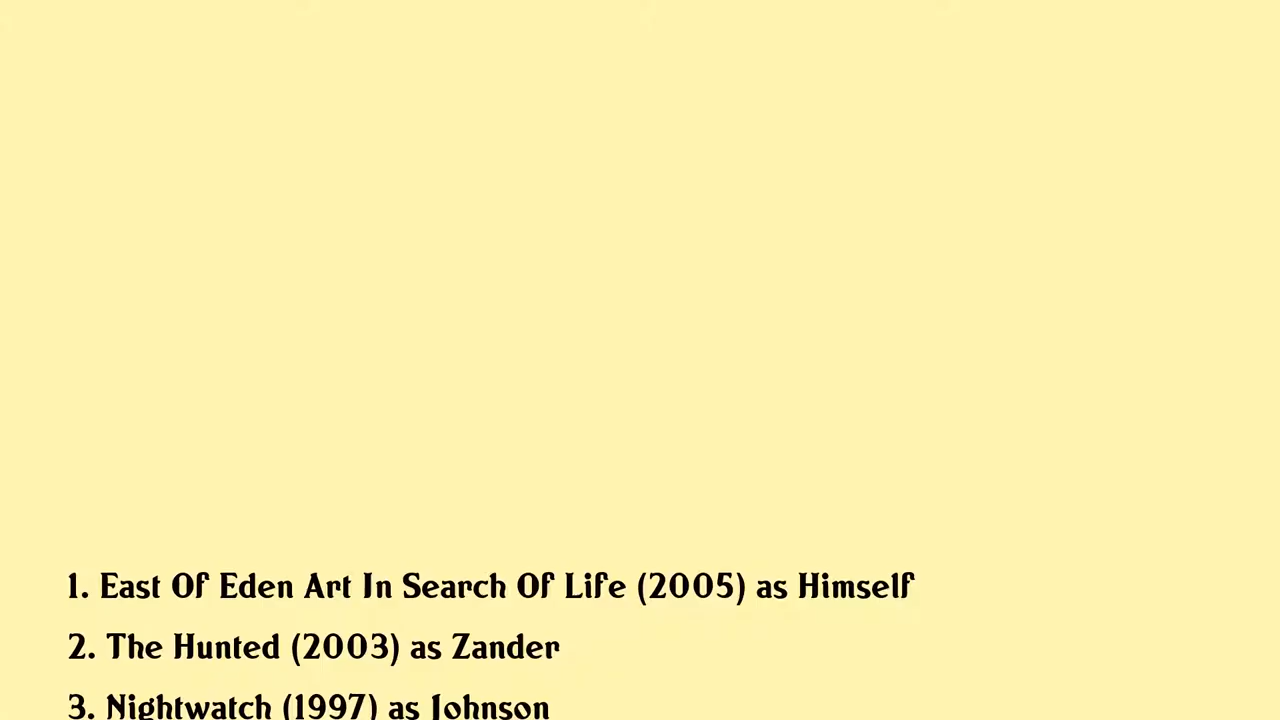 1. East Of Eden Art In Search Of Life (2005) as Himself
2. The Hunted (2003) as Zander
3. Nightwatch (1997) as Johnson